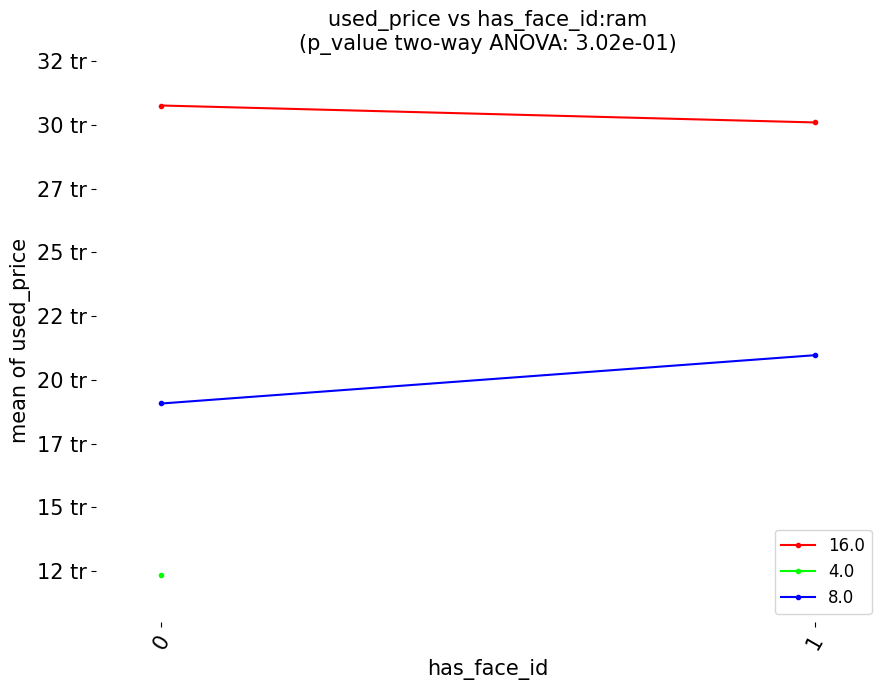 used_price vs has_face_id:ram
(p_value two-way ANOVA: 3.02e-01)
32 tr
30 tr
27 tr
25 tr
22 tr
20 tr
17 tr
15 tr
12 tr
mean of used_price
0
1
has_face_id
16.0
4.0
8.0